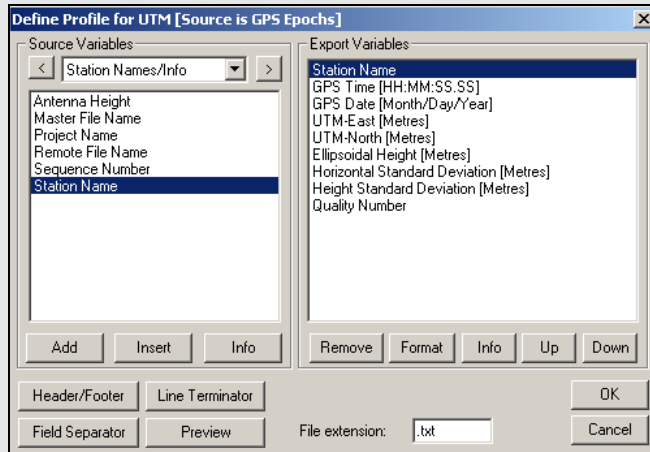 Define Profile for UTM [Source is GPS Epochs]
Source Variables
< Station Names/Info >
Antenna Height
Master File Name
Project Name
Remote File Name
Sequence Number
Station Name
Add Insert Info
Export Variables
Station Name
GPS Time [HH:MM:SS.SS]
GPS Date [Month/Day/Year]
UTM-East [Metres]
UTM-North [Metres]
Ellipsoidal Height [Metres]
Horizontal Standard Deviation [Metres]
Height Standard Deviation [Metres]
Quality Number
Remove Format Info Up Down
Header/Footer Line Terminator
Field Separator Preview
File extension: .txt
OK
Cancel